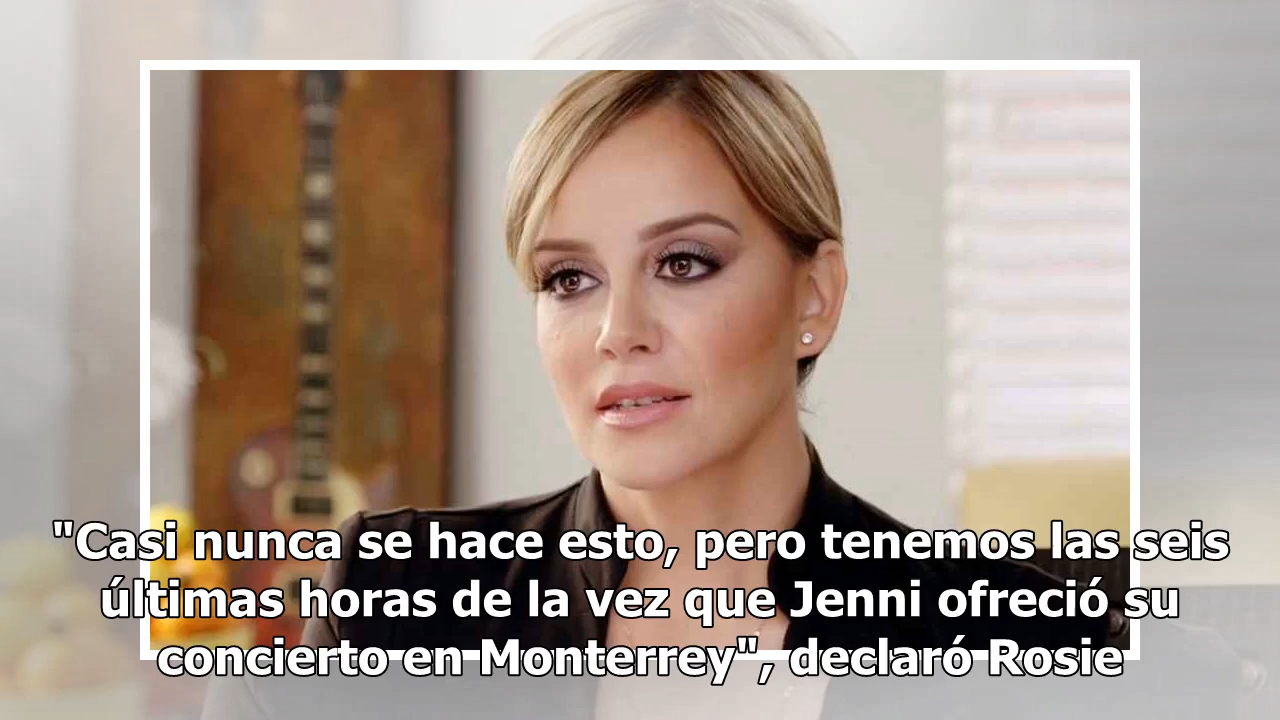 "Casi nunca se hace esto, pero tenemos las seis
últimas horas de la vez que Jenni ofreció su
concierto en Monterrey", declaró Rosie